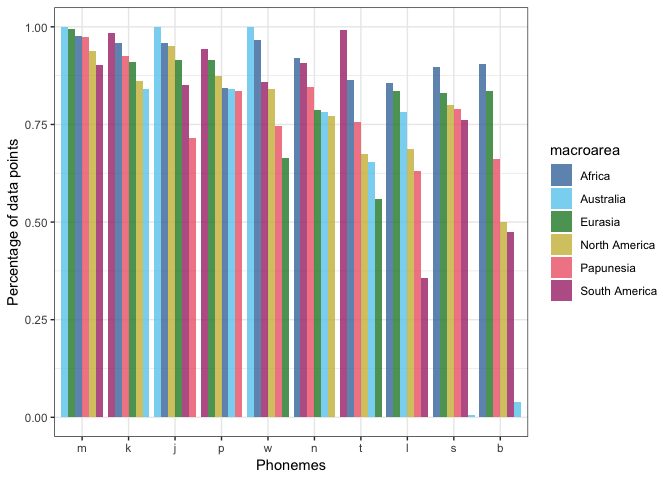 1.00
0.75
0.50
0.25
0.00
Percentage of data points
m k j p w n t l s b
Phonemes
macroarea
Africa
Australia
Eurasia
North America
Papunesia
South America